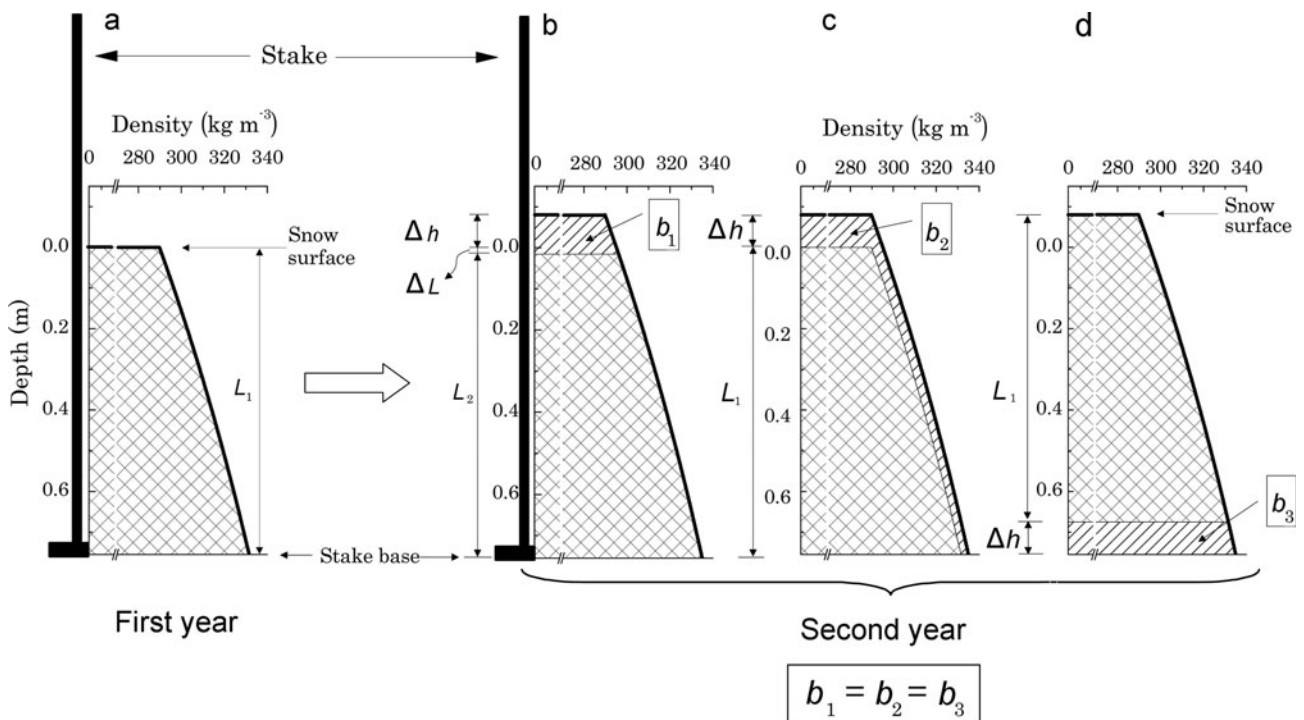 a
b
c
d
Stake
Density (kg m⁻³)
0 280 300 320 340
Snow
surface
0.0
0.2
0.4
0.6
Depth (m)
L₁
Stake base
First year
0 280 300 320 340
Δh
0.0
ΔL
0.2
L₂
0.4
0.6
b₁
Density (kg m⁻³)
0 280 300 320 340
Δh
0.0
0.2
L₁
0.4
0.6
b₂
0 280 300 320 340
Snow
surface
0.0
0.2
L₁
0.4
0.6
Δh
b₃
Second year
b₁ = b₂ = b₃